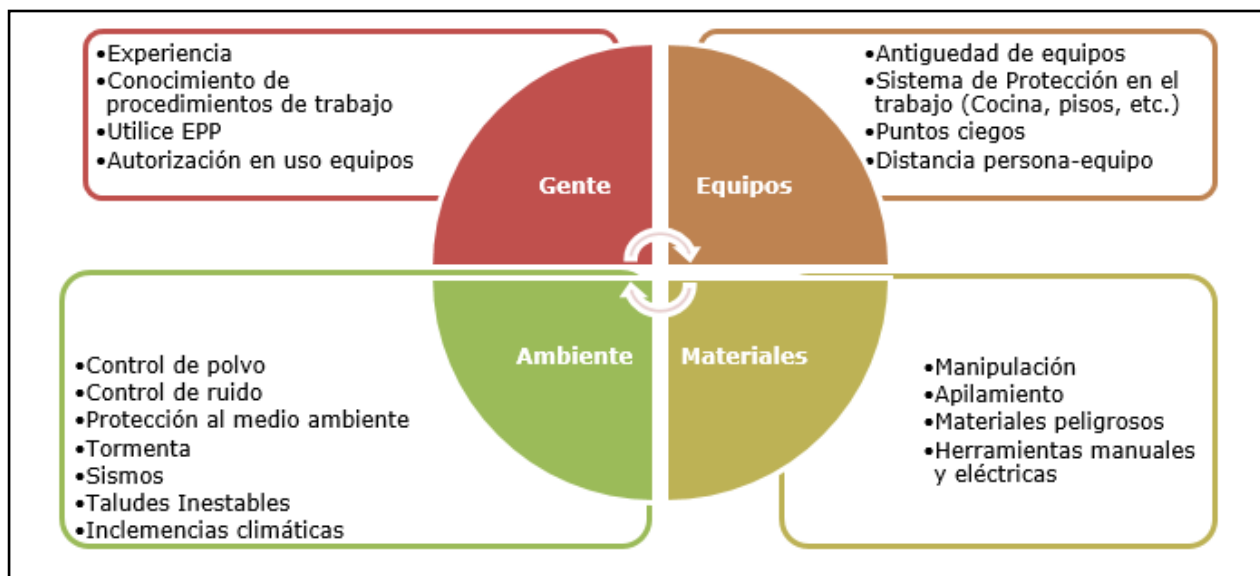 •Experiencia
•Conocimiento de
procedimientos de trabajo
•Utilice EPP
•Autorización en uso equipos
Gente
•Antiguedad de equipos
•Sistema de Protección en el
trabajo (Cocina, pisos, etc.)
•Puntos ciegos
•Distancia persona-equipo
Equipos
•Control de polvo
•Control de ruido
•Protección al medio ambiente
•Tormenta
•Sismos
•Taludes Inestables
•Inclemencias climáticas
Ambiente
Materiales
•Manipulación
•Apilamiento
•Materiales peligrosos
•Herramientas manuales
y eléctricas